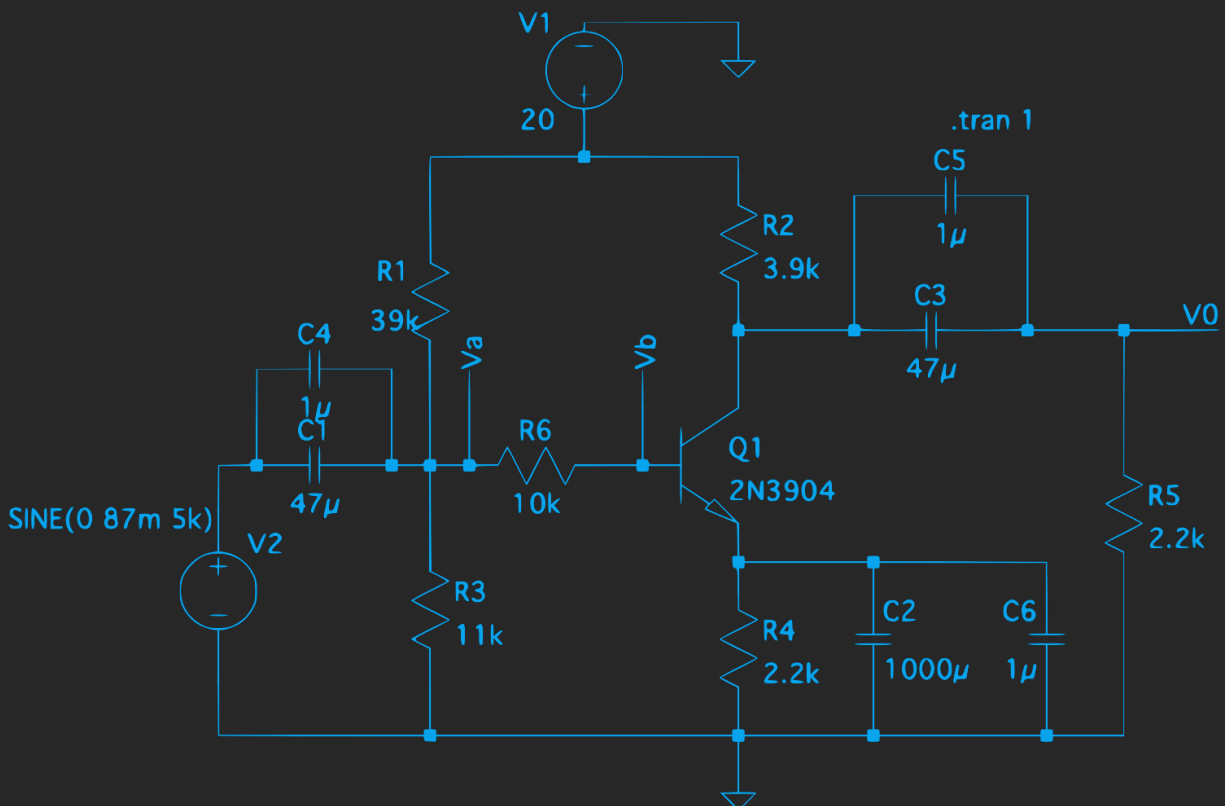 V1
20
.tran 1
C5
1µ
R2
3.9k
R1
39k
C3
47µ
V0
C4
1µ
C1
47µ
Va
Vb
R6
10k
Q1
2N3904
SINE(0 87m 5k)
V2
R5
2.2k
R3
11k
R4
2.2k
C2
1000µ
C6
1µ